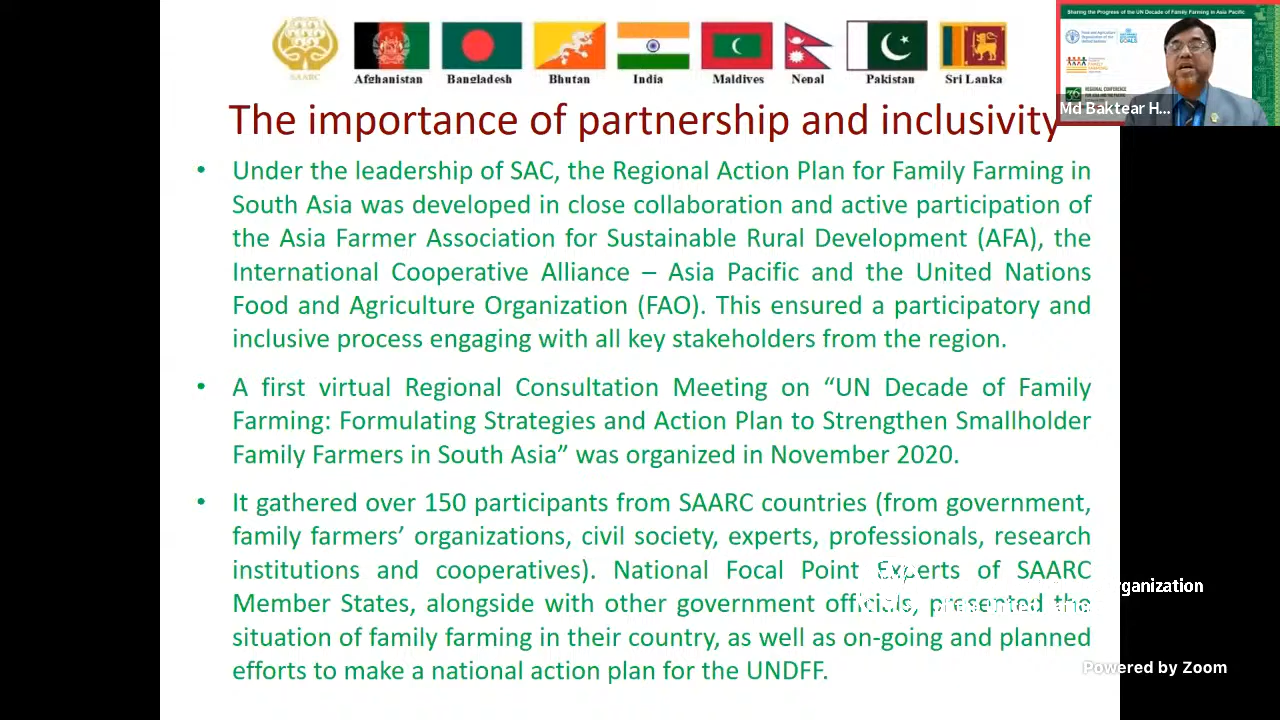 SAARC
Afghanistan
Bangladesh
Bhutan
India
Maldives
Nepal
Pakistan
Sri Lanka
Sharing the Progress of the UN Decade of Family Farming in Asia Pacific
Md Baktear H...
The importance of partnership and inclusivity
• Under the leadership of SAC, the Regional Action Plan for Family Farming in
South Asia was developed in close collaboration and active participation of
the Asia Farmer Association for Sustainable Rural Development (AFA), the
International Cooperative Alliance – Asia Pacific and the United Nations
Food and Agriculture Organization (FAO). This ensured a participatory and
inclusive process engaging with all key stakeholders from the region.
• A first virtual Regional Consultation Meeting on “UN Decade of Family
Farming: Formulating Strategies and Action Plan to Strengthen Smallholder
Family Farmers in South Asia” was organized in November 2020.
• It gathered over 150 participants from SAARC countries (from government,
family farmers’ organizations, civil society, experts, professionals, research
institutions and cooperatives). National Focal Point Experts of SAARC
Member States, alongside with other government officials, presented the
situation of family farming in their country, as well as on-going and planned
efforts to make a national action plan for the UNDFF.
rganization
Powered by Zoom